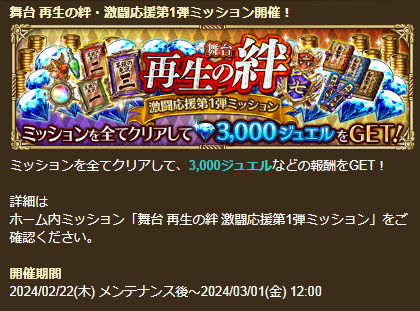 舞台 再生の絆・激闘応援第1弾ミッション開催！
舞台
再生の絆
激闘応援第1弾ミッション
ミッションを全てクリアして3,000ジュエルをGET!
ミッションを全てクリアして、3,000ジュエルなどの報酬をGET！
詳細は
ホーム内ミッション「舞台 再生の絆 激闘応援第1弾ミッション」をご
確認ください。
開催期間
2024/02/22(木) メンテナンス後～2024/03/01(金) 12:00